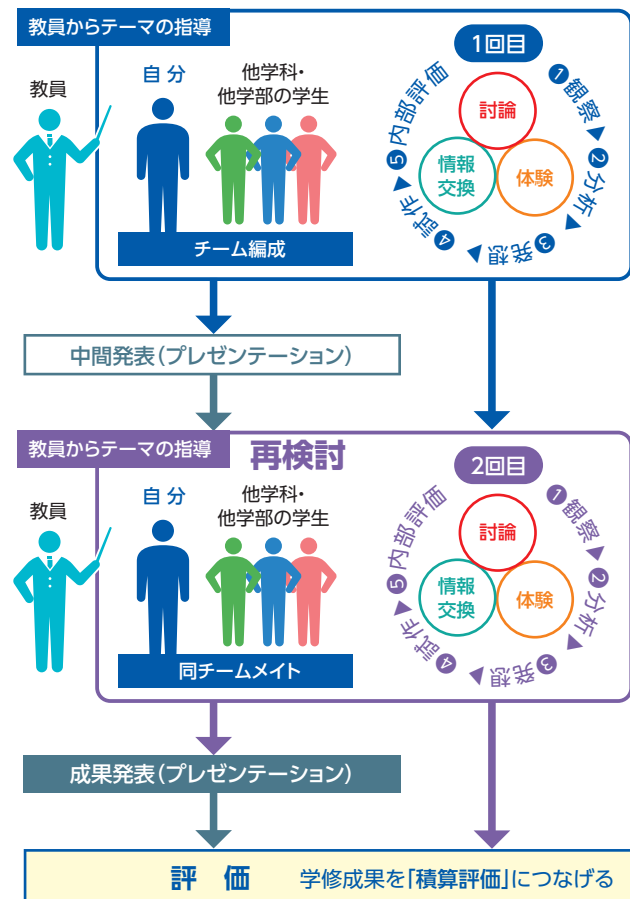 教員からテーマの指導
教員
自分
他学科・
他学部の学生
チーム編成
1回目
❶観察▶❷分析▶❸発想▶❹試作▶❺内部評価
討論
情報
交換
体験
中間発表(プレゼンテーション)
教員からテーマの指導
再検討
教員
自分
他学科・
他学部の学生
同チームメイト
2回目
❶観察▶❷分析▶❸発想▶❹試作▶❺内部評価
討論
情報
交換
体験
成果発表(プレゼンテーション)
評価 学修成果を「積算評価」につなげる